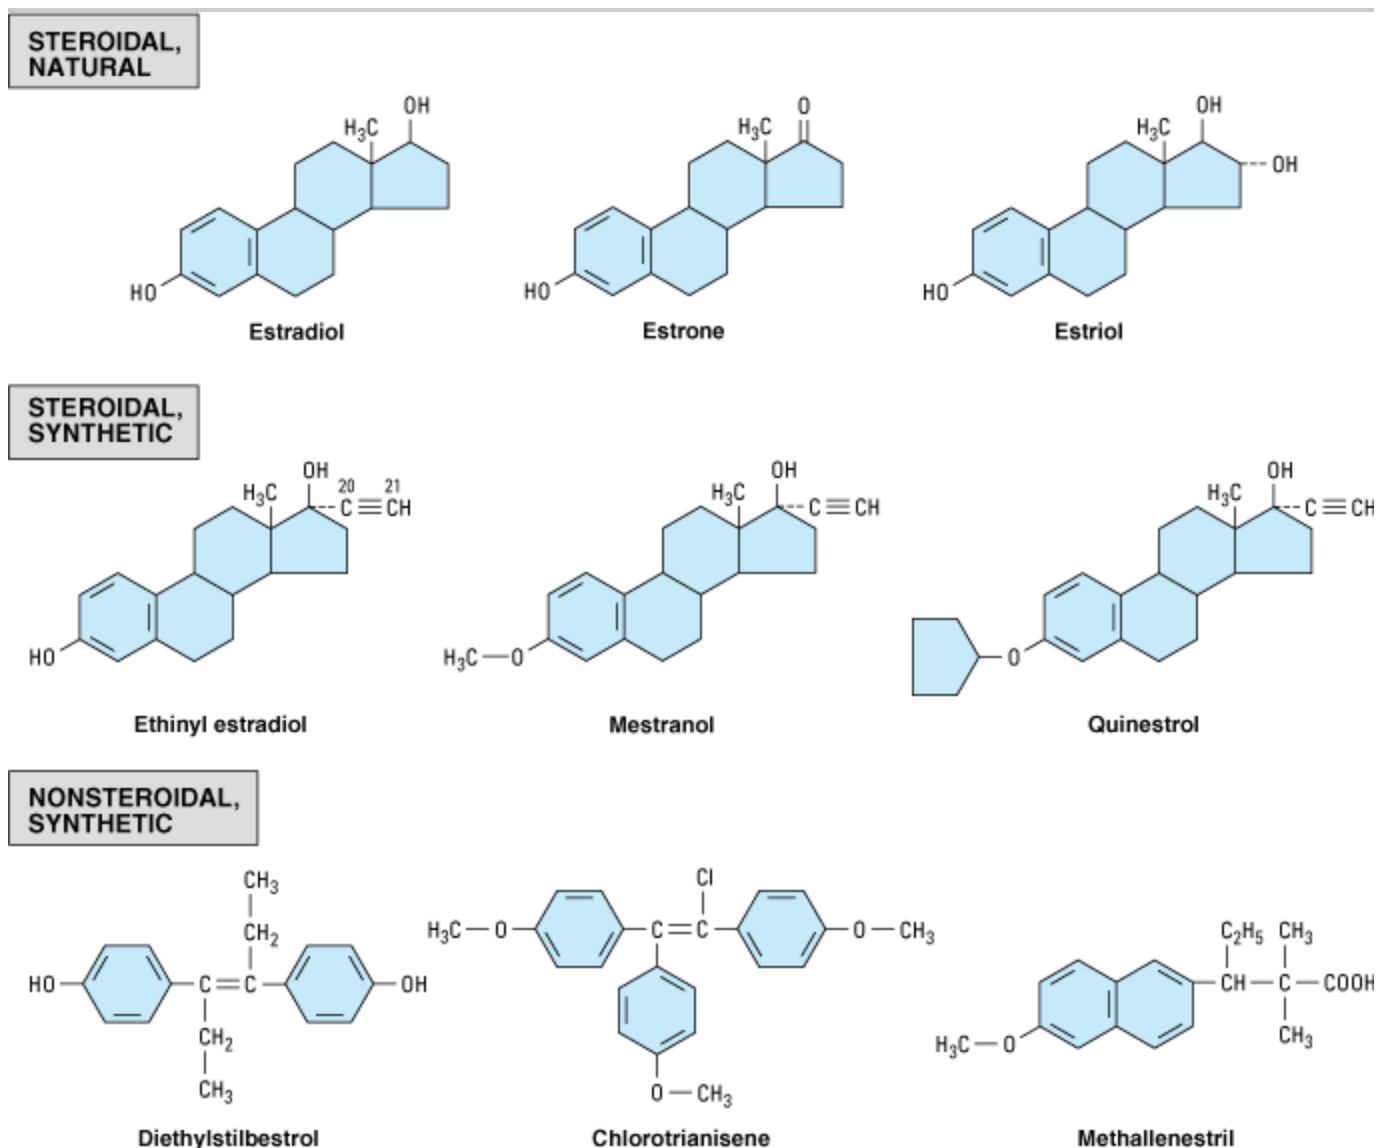 STEROIDAL,
NATURAL
OH
H₃C
HO
Estradiol
O
H₃C
HO
Estrone
OH
H₃C
OH
HO
Estriol
STEROIDAL,
SYNTHETIC
OH
H₃C
20 21
C≡CH
HO
Ethinyl estradiol
OH
H₃C
C≡CH
H₃C—O
Mestranol
OH
H₃C
C≡CH
O
Quinestrol
NONSTEROIDAL,
SYNTHETIC
CH₃
CH₂
HO
C=C
OH
CH₂
CH₃
Diethylstilbestrol
Cl
H₃C—O
C=C
O—CH₃
O—CH₃
Chlorotrianisene
C₂H₅ CH₃
CH—C—COOH
CH₃
H₃C—O
Methallenestril